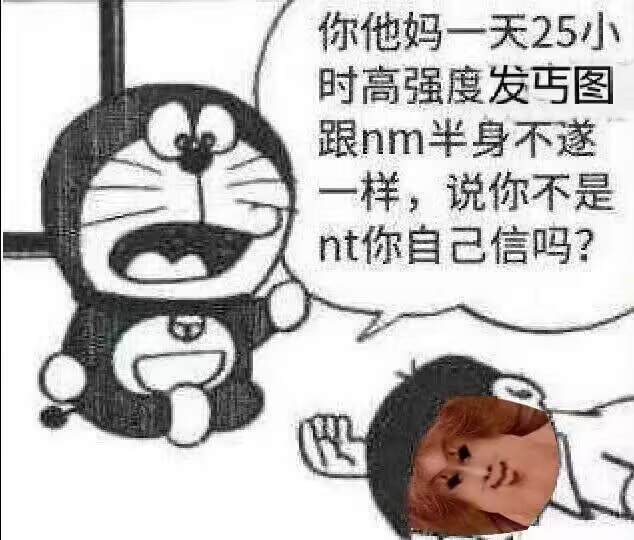 你他妈一天25小
时高强度发丐图
跟nm半身不遂
一样，说你不是
nt你自己信吗？